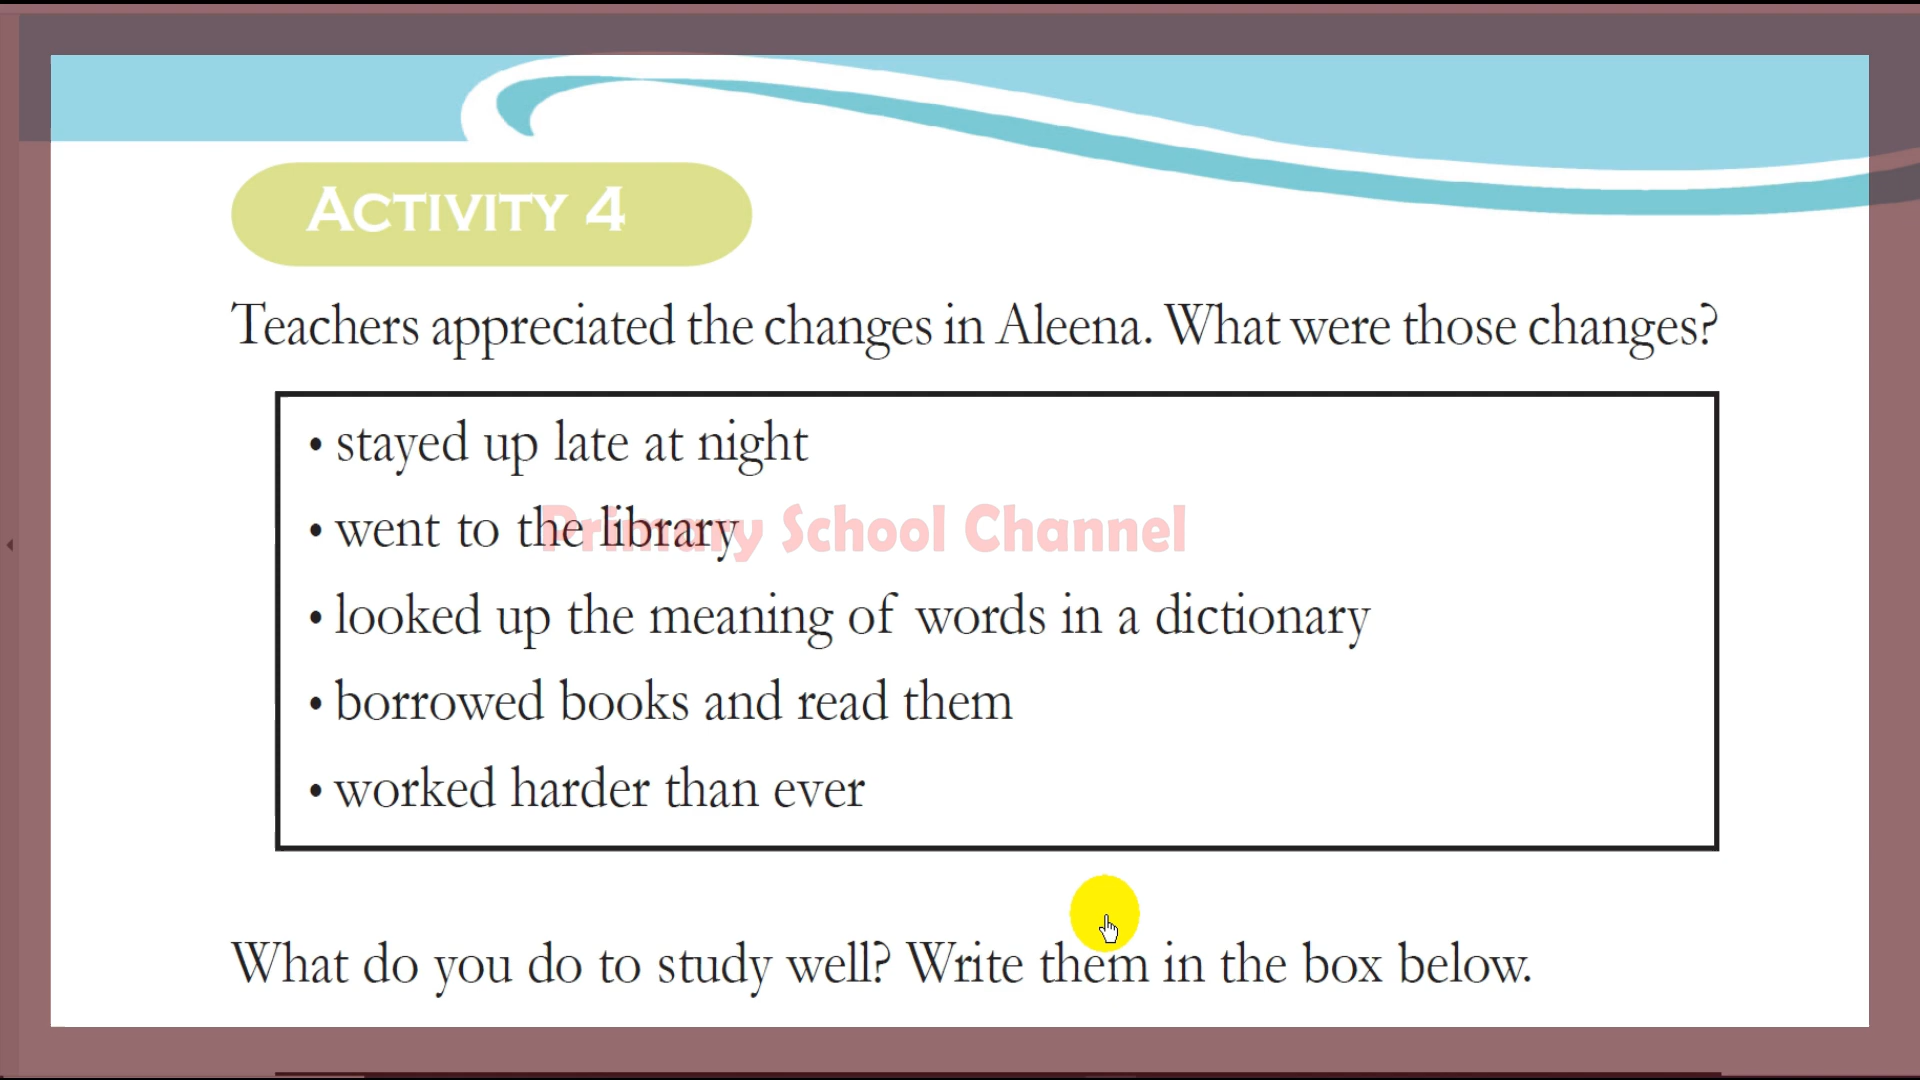 ACTIVITY 4
Teachers appreciated the changes in Aleena. What were those changes?
• stayed up late at night
• went to the library
Primary School Channel
• looked up the meaning of words in a dictionary
• borrowed books and read them
• worked harder than ever
What do you do to study well? Write them in the box below.